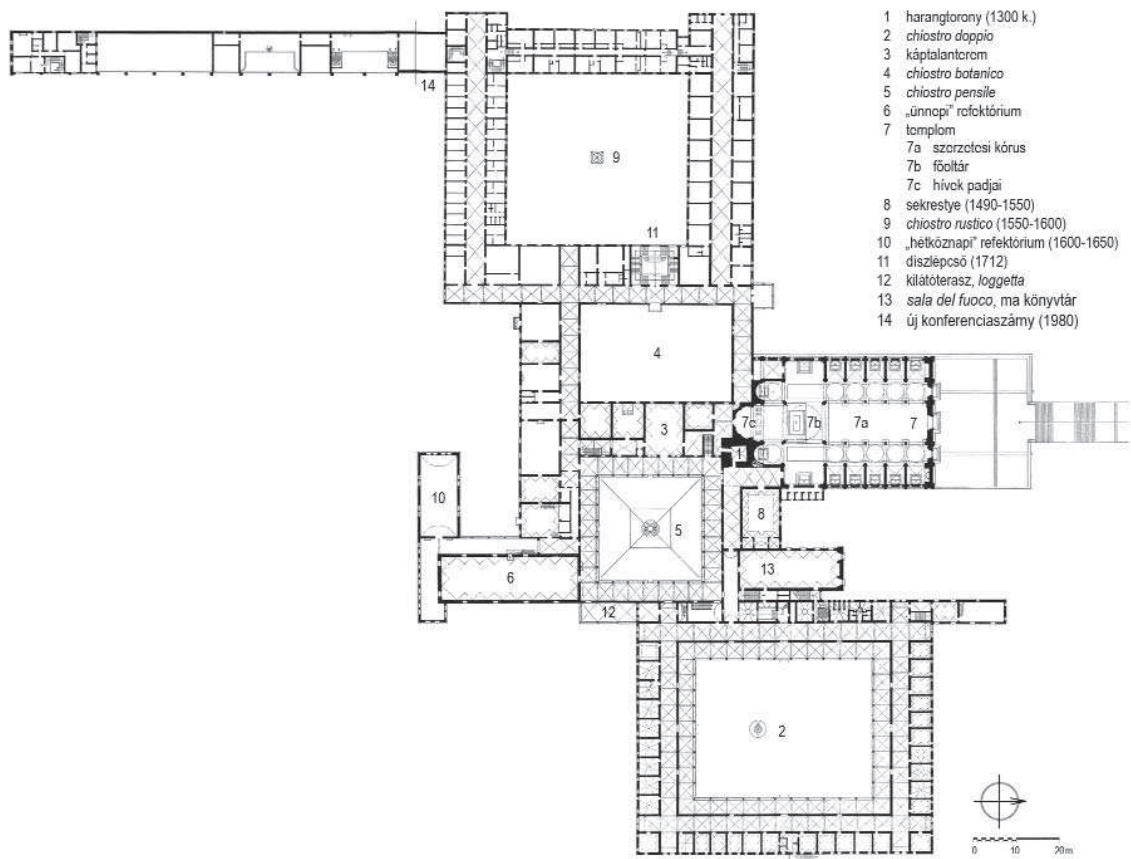 1 harangtorony (1300 k.)
2 chiostro doppio
3 káptalanterem
4 chiostro botanico
5 chiostro pensile
6 „ünnepi” refektórium
7 templom
7a szerzetesi kórus
7b főoltár
7c hívek padjai
8 sekrestye (1490-1550)
9 chiostro rustico (1550-1600)
10 „hétköznapi” refektórium (1600-1650)
11 díszlépcső (1712)
12 kilátóterasz, loggetta
13 sala del fuoco, ma könyvtár
14 új konferenciaszárny (1980)
14
9
11
4
3
7c
7b
7a
7
1
10
5
8
6
13
12
2
0 10 20m